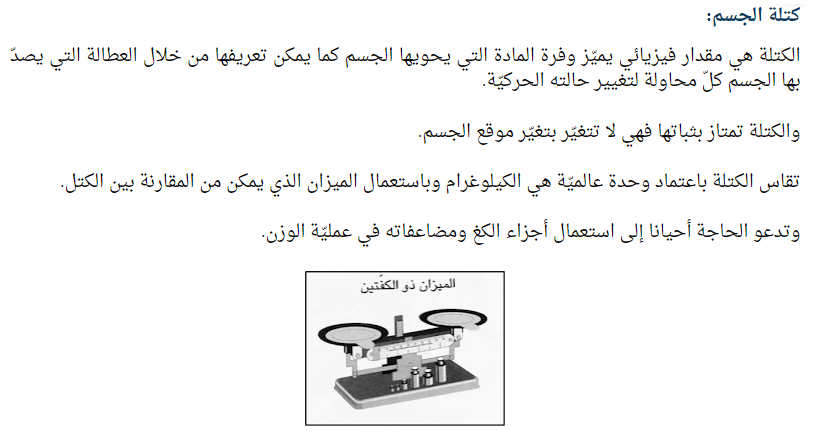 كتلة الجسم:
الكتلة هي مقدار فيزيائي يميّز وفرة المادة التي يحويها الجسم كما يمكن تعريفها من خلال العطالة التي يصدّ
بها الجسم كلّ محاولة لتغيير حالته الحركيّة.
والكتلة تمتاز بثباتها فهي لا تتغيّر بتغيّر موقع الجسم.
تقاس الكتلة باعتماد وحدة عالميّة هي الكيلوغرام وباستعمال الميزان الذي يمكن من المقارنة بين الكتل.
وتدعو الحاجة أحيانا إلى استعمال أجزاء الكغ ومضاعفاته في عمليّة الوزن.
الميزان ذو الكفّتين